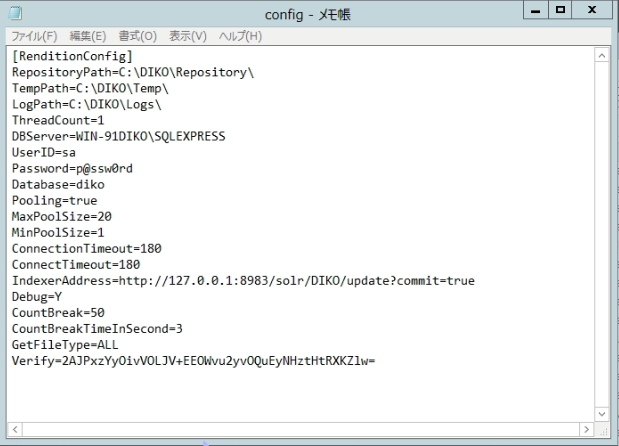 config - メモ帳
ファイル(F) 編集(E) 書式(O) 表示(V) ヘルプ(H)
[RenditionConfig]
RepositoryPath=C:\DIKO\Repository\
TempPath=C:\DIKO\Temp\
LogPath=C:\DIKO\Logs\
ThreadCount=1
DBServer=WIN-91DIKO\SQLEXPRESS
UserID=sa
Password=p@ssw0rd
Database=diko
Pooling=true
MaxPoolSize=20
MinPoolSize=1
ConnectionTimeout=180
ConnectTimeout=180
IndexerAddress=http://127.0.0.1:8983/solr/DIKO/update?commit=true
Debug=Y
CountBreak=50
CountBreakTimeInSecond=3
GetFileType=ALL
Verify=2AJPxzYyOivVOLJV+EEOWvu2yvOQuEyNHztHtRXKZlw=